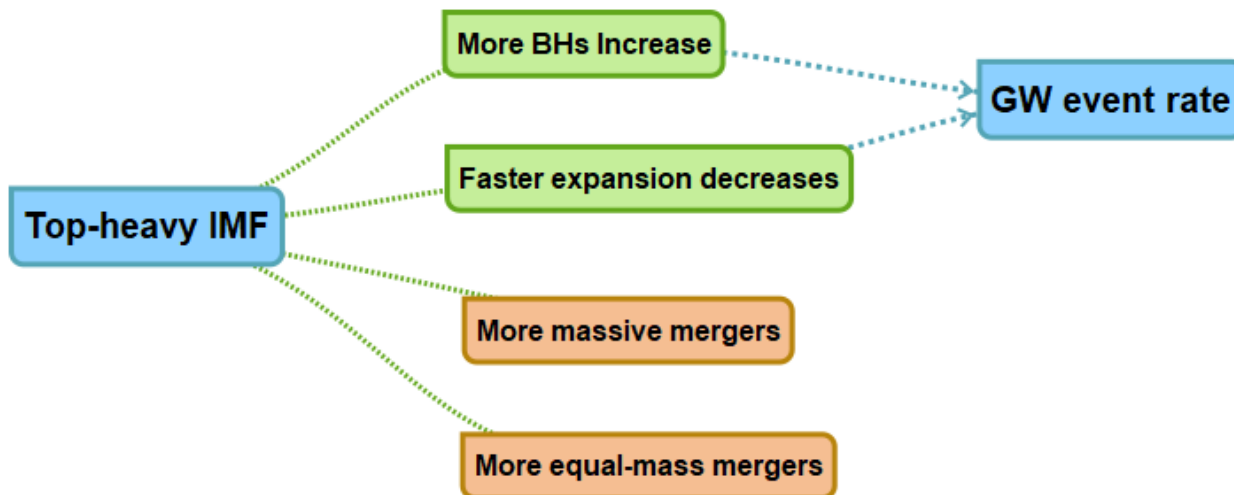 More BHs Increase
GW event rate
Faster expansion decreases
Top-heavy IMF
More massive mergers
More equal-mass mergers